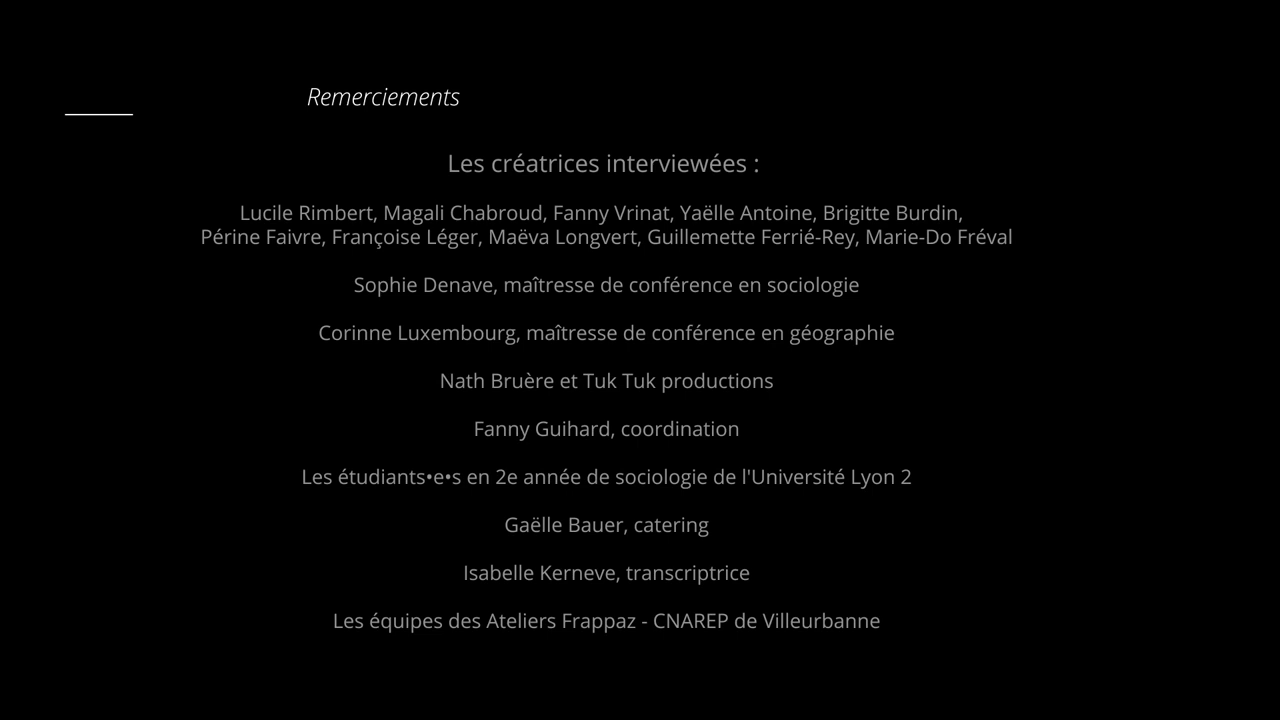 Remerciements
Les créatrices interviewées :
Lucile Rimbert, Magali Chabroud, Fanny Vrinat, Yaëlle Antoine, Brigitte Burdin,
Périne Faivre, Françoise Léger, Maëva Longvert, Guillemette Ferrié-Rey, Marie-Do Fréval
Sophie Denave, maîtresse de conférence en sociologie
Corinne Luxembourg, maîtresse de conférence en géographie
Nath Bruère et Tuk Tuk productions
Fanny Guihard, coordination
Les étudiants•e•s en 2e année de sociologie de l'Université Lyon 2
Gaëlle Bauer, catering
Isabelle Kerneve, transcriptrice
Les équipes des Ateliers Frappaz - CNAREP de Villeurbanne